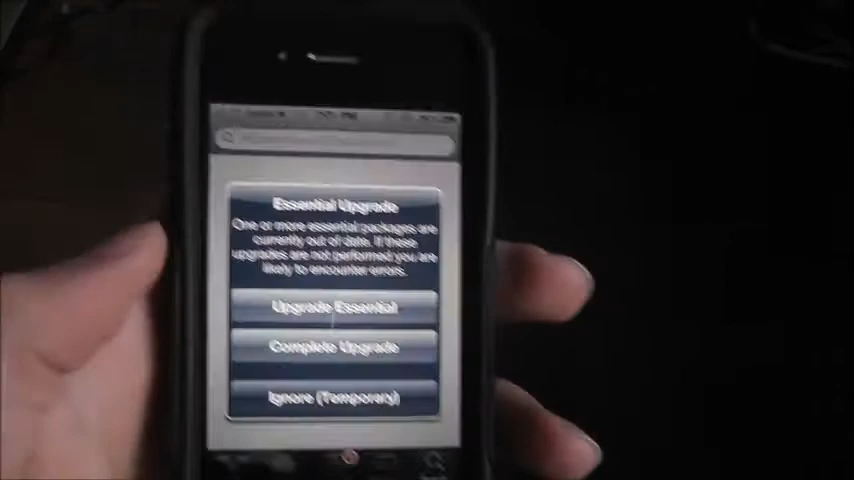 Essential Upgrade
One or more essential packages are
currently out of date. If these
upgrades are not performed you are
likely to encounter errors.
Upgrade Essential
Complete Upgrade
Ignore (Temporary)